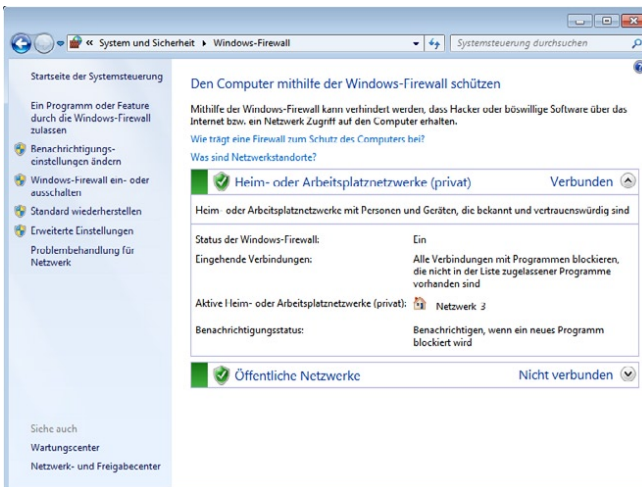 « System und Sicherheit ▸ Windows-Firewall
Systemsteuerung durchsuchen
Startseite der Systemsteuerung
Ein Programm oder Feature
durch die Windows-Firewall
zulassen
Benachrichtigungs-
einstellungen ändern
Windows-Firewall ein- oder
ausschalten
Standard wiederherstellen
Erweiterte Einstellungen
Problembehandlung für
Netzwerk
Siehe auch
Wartungscenter
Netzwerk- und Freigabecenter
Den Computer mithilfe der Windows-Firewall schützen
Mithilfe der Windows-Firewall kann verhindert werden, dass Hacker oder böswillige Software über das
Internet bzw. ein Netzwerk Zugriff auf den Computer erhalten.
Wie trägt eine Firewall zum Schutz des Computers bei?
Was sind Netzwerkstandorte?
Heim- oder Arbeitsplatznetzwerke (privat) Verbunden
Heim- oder Arbeitsplatznetzwerke mit Personen und Geräten, die bekannt und vertrauenswürdig sind
Status der Windows-Firewall: Ein
Eingehende Verbindungen: Alle Verbindungen mit Programmen blockieren,
die nicht in der Liste zugelassener Programme
vorhanden sind
Aktive Heim- oder Arbeitsplatznetzwerke (privat): Netzwerk 3
Benachrichtigungsstatus: Benachrichtigen, wenn ein neues Programm
blockiert wird
Öffentliche Netzwerke Nicht verbunden